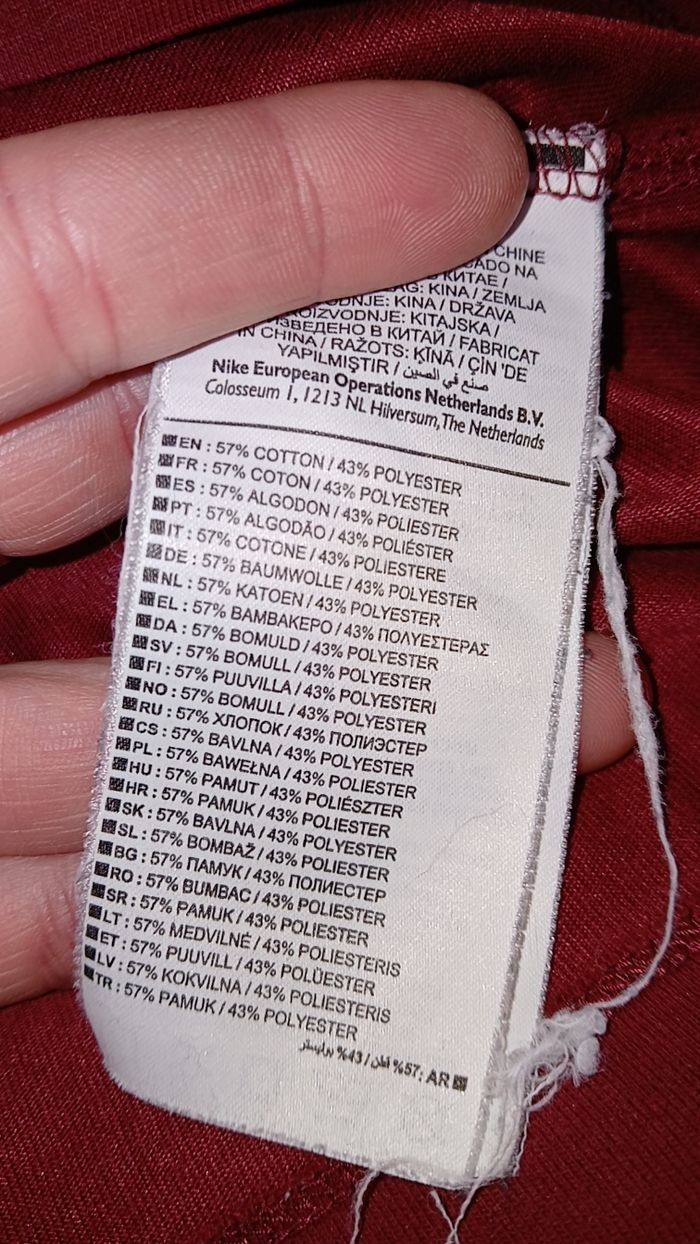 CHINE
ADO NA
КИТАЕ /
KINA / ZEMLJA
KINA / DRŽAVA
KITAJSKA /
В КИТАЙ / FABRICAT
IN CHINA / RAŽOTS: ĶĪNĀ / ÇİN 'DE
YAPILMIŞTIR / صنع في الصين
Nike European Operations Netherlands B.V.
Colosseum 1, 1213 NL Hilversum, The Netherlands
EN : 57% COTTON / 43% POLYESTER
FR : 57% COTON / 43% POLYESTER
ES : 57% ALGODON / 43% POLIESTER
PT : 57% ALGODÃO / 43% POLIÉSTER
IT : 57% COTONE / 43% POLIESTERE
DE : 57% BAUMWOLLE / 43% POLYESTER
NL : 57% KATOEN / 43% POLYESTER
EL : 57% ΒΑΜΒΑΚΕΡΟ / 43% ΠΟΛΥΕΣΤΕΡΑΣ
DA : 57% BOMULD / 43% POLYESTER
SV : 57% BOMULL / 43% POLYESTER
FI : 57% PUUVILLA / 43% POLYESTERI
NO : 57% BOMULL / 43% POLYESTER
RU : 57% ХЛОПОК / 43% ПОЛИЭСТЕР
CS : 57% BAVLNA / 43% POLYESTER
PL : 57% BAWEŁNA / 43% POLIESTER
HU : 57% PAMUT / 43% POLIÉSZTER
HR : 57% PAMUK / 43% POLIESTER
SK : 57% BAVLNA / 43% POLYESTER
SL : 57% BOMBAŽ / 43% POLIESTER
BG : 57% ПАМУК / 43% ПОЛИЕСТЕР
RO : 57% BUMBAC / 43% POLIESTER
SR : 57% PAMUK / 43% POLIESTER
LT : 57% MEDVILNĖ / 43% POLIESTERIS
ET : 57% PUUVILL / 43% POLÜESTER
LV : 57% KOKVILNA / 43% POLIESTERIS
TR : 57% PAMUK / 43% POLYESTER
AR :57% قطن / 43% بوليستر